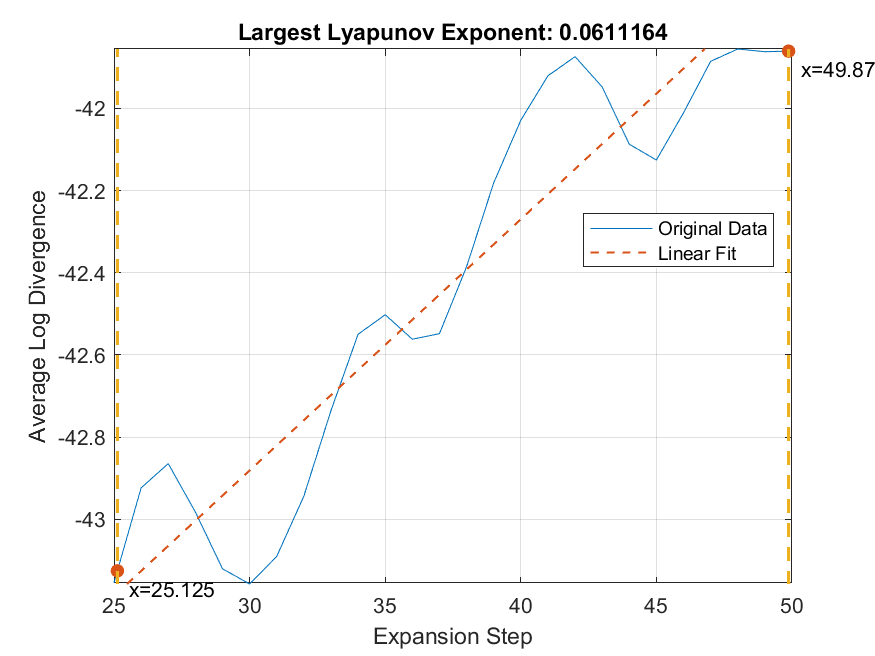 Largest Lyapunov Exponent: 0.0611164
x=49.87
-42
-42.2
-42.4
-42.6
-42.8
-43
Average Log Divergence
Original Data
Linear Fit
x=25.125
25
30
35
40
45
50
Expansion Step